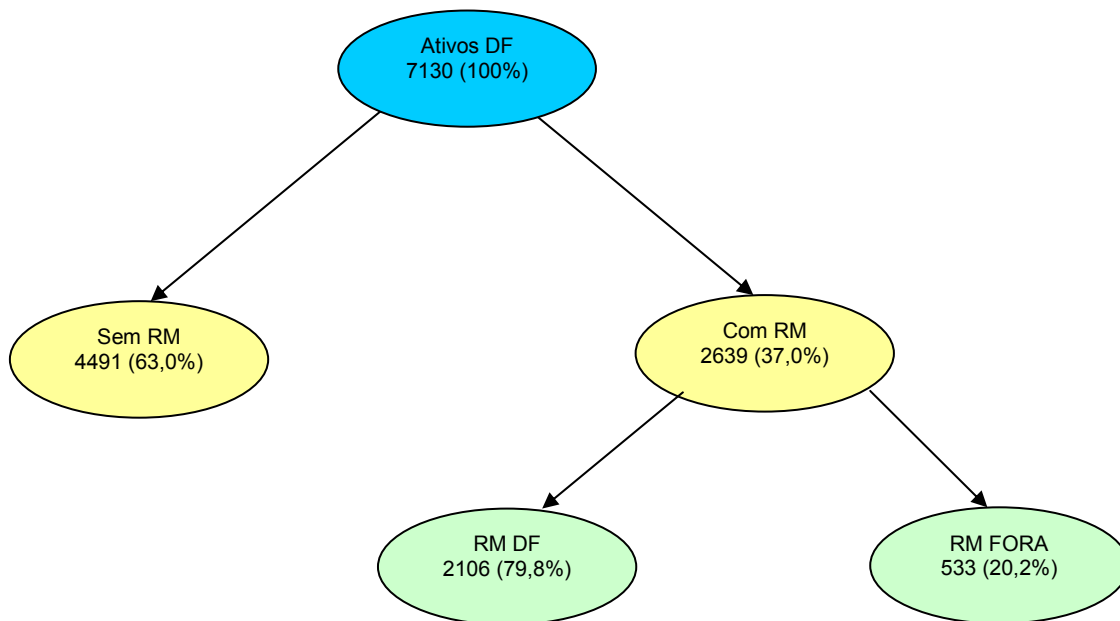 Ativos DF
7130 (100%)
Sem RM
4491 (63,0%)
Com RM
2639 (37,0%)
RM DF
2106 (79,8%)
RM FORA
533 (20,2%)